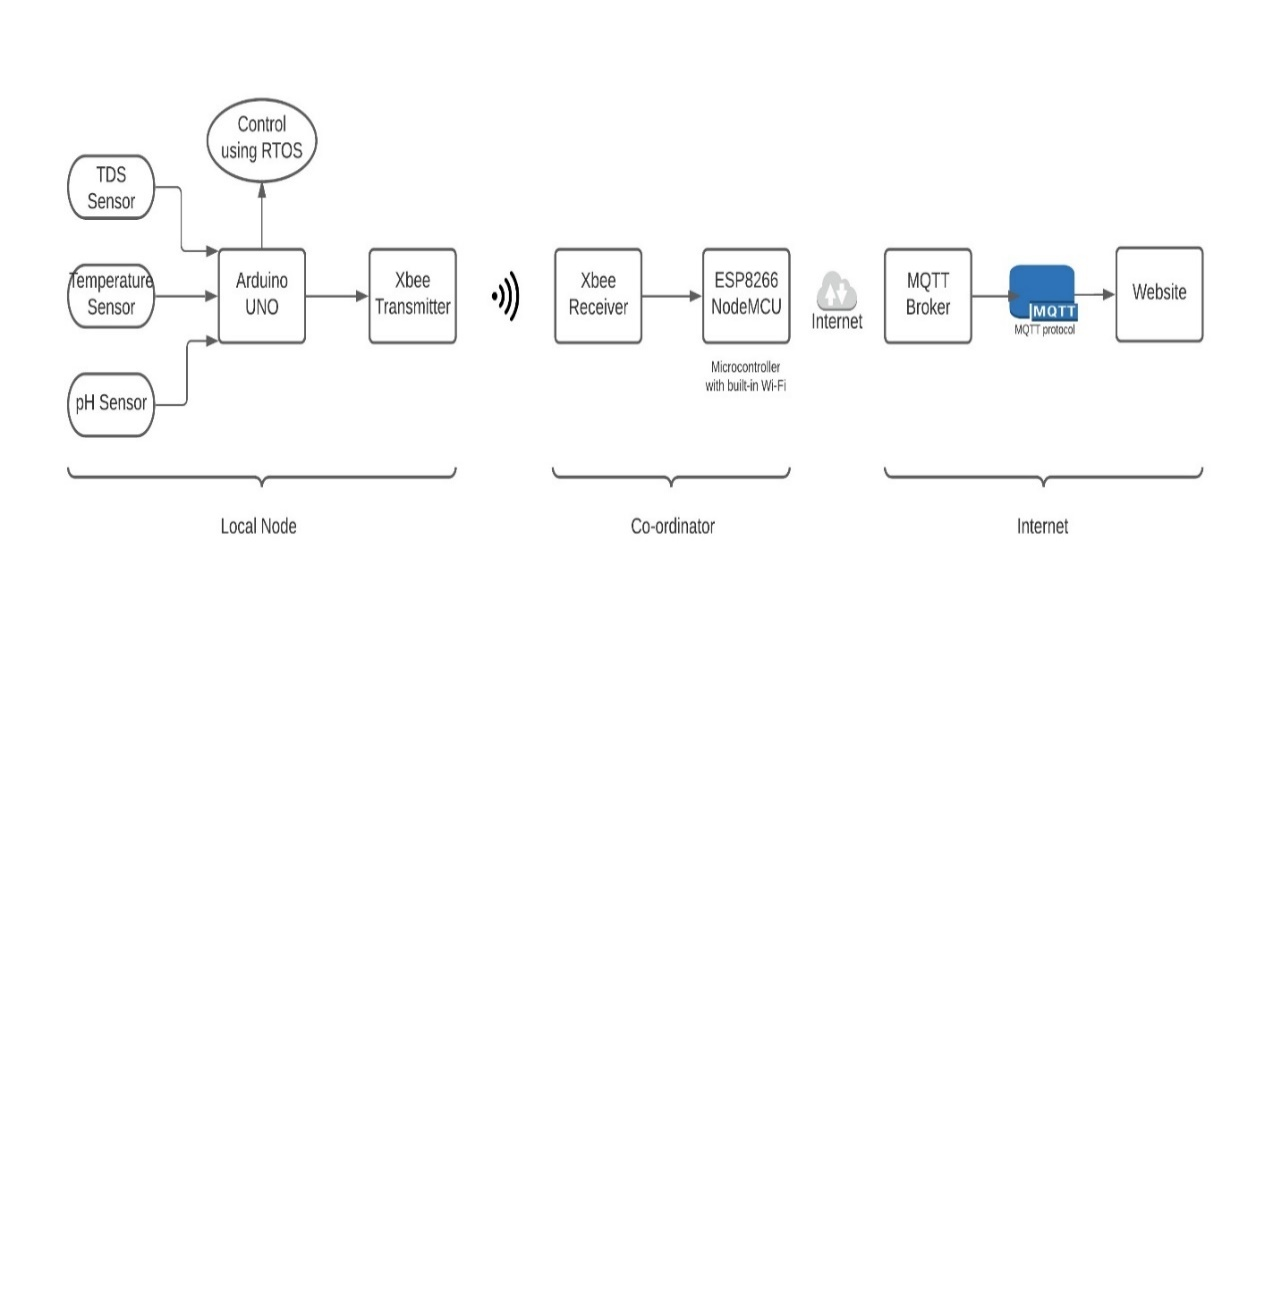 Control
using RTOS
TDS
Sensor
Temperature
Sensor
pH Sensor
Arduino
UNO
Xbee
Transmitter
Xbee
Receiver
ESP8266
NodeMCU
Microcontroller
with built-in Wi-Fi
Internet
MQTT
Broker
MQTT
MQTT protocol
Website
Local Node
Co-ordinator
Internet